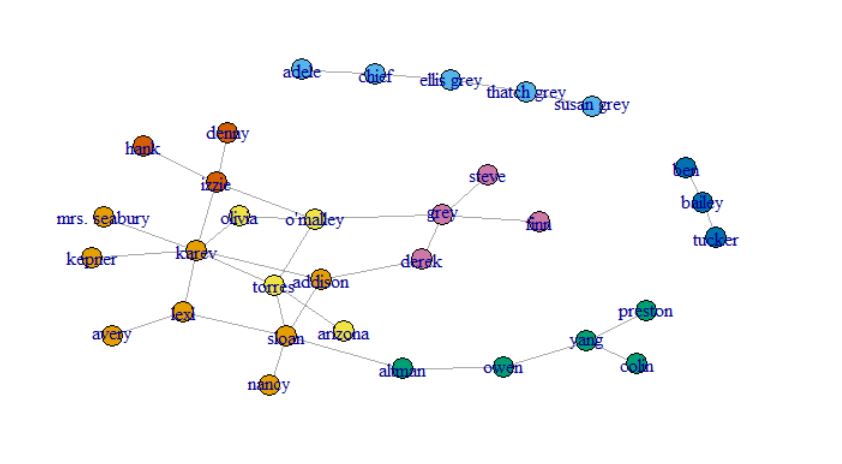 adele
chief
ellis grey
thatch grey
susan grey
denny
hank
ben
steve
izzie
bailey
mrs. seabury
olivia
o'malley
grey
finn
tucker
karev
kepner
derek
torres
addison
lexi
preston
avery
sloan
arizona
yang
altman
owen
colin
nancy